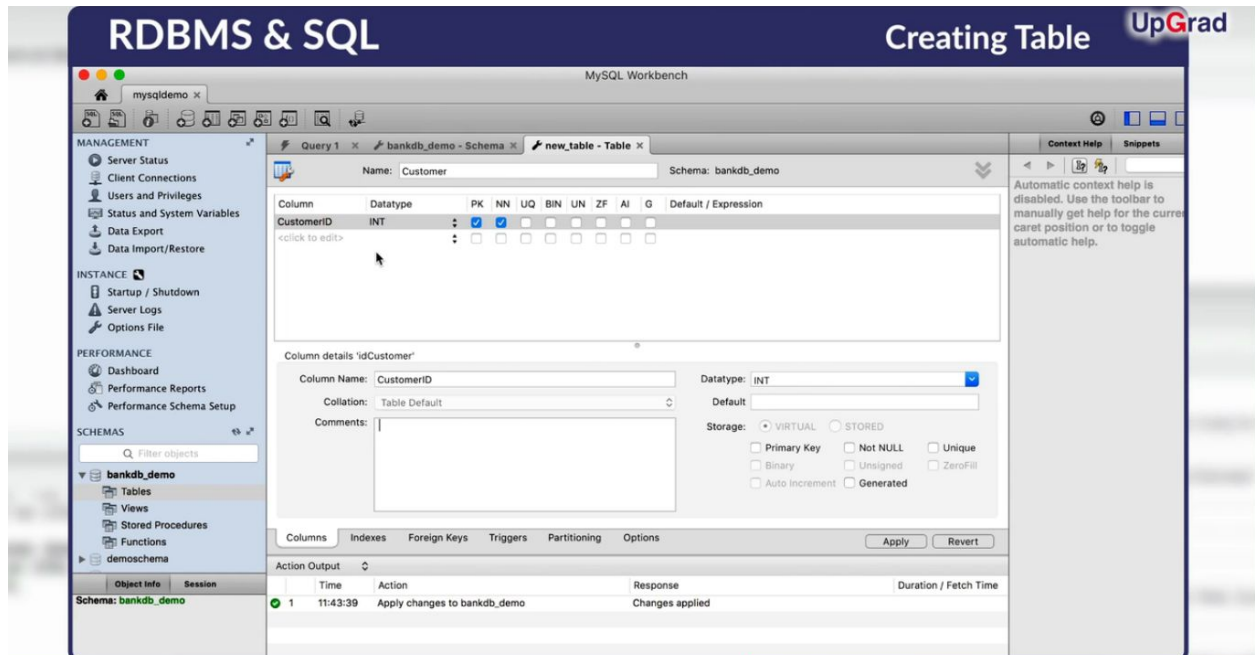 RDBMS & SQL
Creating Table
UpGrad
MySQL Workbench
mysqldemo ×
MANAGEMENT
Server Status
Client Connections
Users and Privileges
Status and System Variables
Data Export
Data Import/Restore
INSTANCE
Startup / Shutdown
Server Logs
Options File
PERFORMANCE
Dashboard
Performance Reports
Performance Schema Setup
SCHEMAS
Filter objects
bankdb_demo
Tables
Views
Stored Procedures
Functions
demoschema
Object Info Session
Schema: bankdb_demo
Query 1 × bankdb_demo - Schema × new_table - Table ×
Name: Customer Schema: bankdb_demo
Column Datatype PK NN UQ BIN UN ZF AI G Default / Expression
CustomerID INT
<click to edit>
Column details 'idCustomer'
Column Name: CustomerID Datatype: INT
Collation: Table Default Default
Comments: Storage: VIRTUAL STORED
Primary Key Not NULL Unique
Binary Unsigned ZeroFill
Auto Increment Generated
Columns Indexes Foreign Keys Triggers Partitioning Options
Apply Revert
Action Output
Time Action Response Duration / Fetch Time
1 11:43:39 Apply changes to bankdb_demo Changes applied
Context Help Snippets
Automatic context help is
disabled. Use the toolbar to
manually get help for the curre
caret position or to toggle
automatic help.